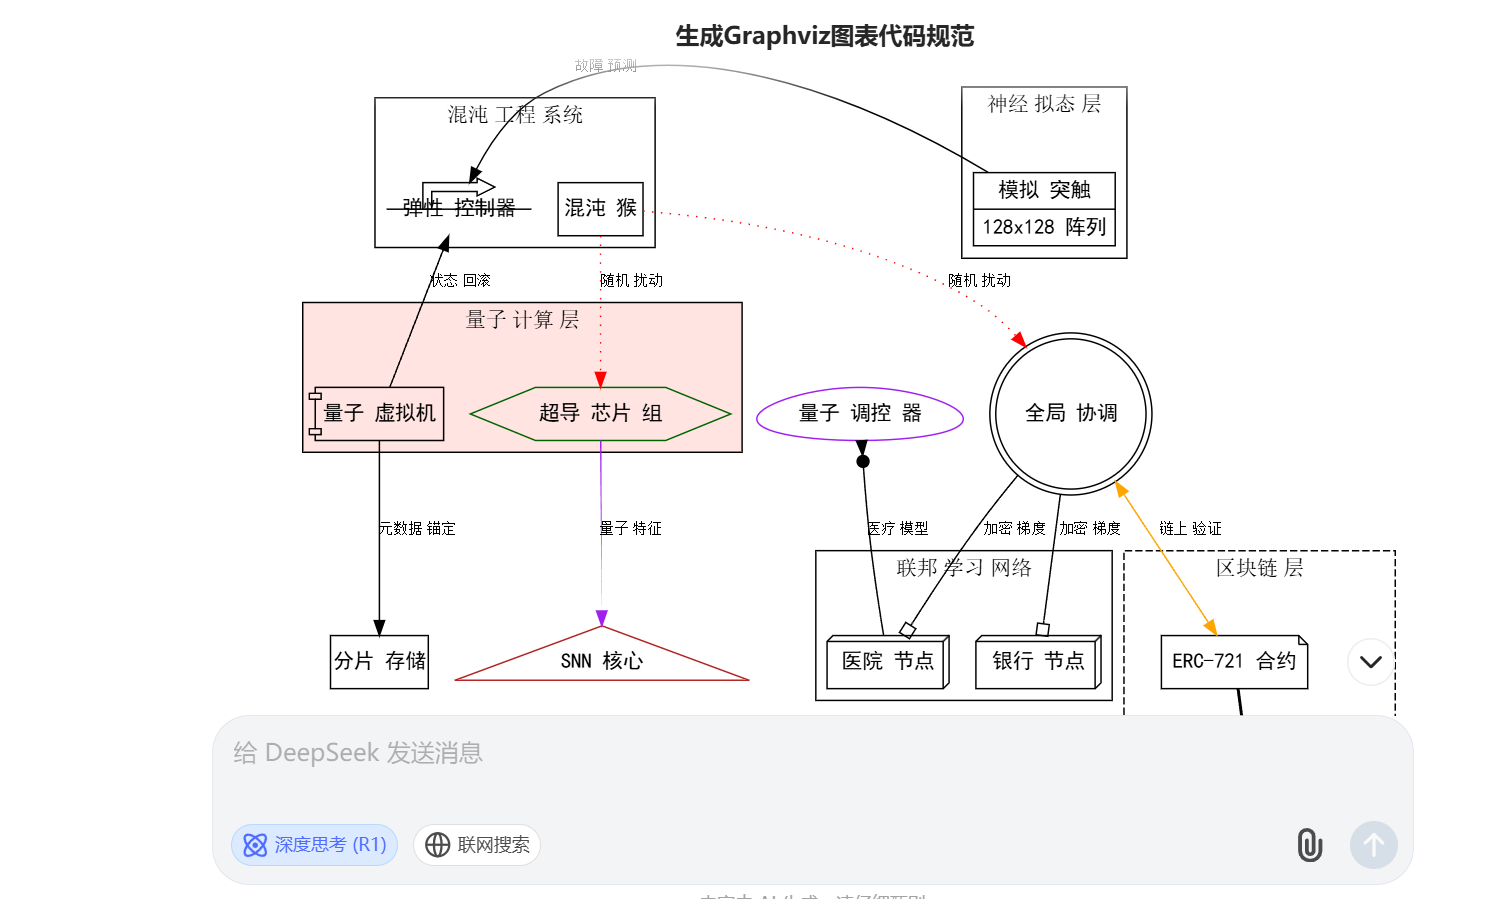 生成Graphviz图表代码规范
故障 预测
混沌 工程 系统
神经 拟态 层
弹性 控制器
混沌 猴
模拟 突触
128x128 阵列
状态 回滚
随机 扰动
随机 扰动
量子 计算 层
量子 虚拟机
超导 芯片 组
量子 调控 器
全局 协调
元数据 锚定
量子 特征
医疗 模型
加密 梯度
加密 梯度
链上 验证
联邦 学习 网络
区块链 层
分片 存储
SNN 核心
医院 节点
银行 节点
ERC-721 合约
给 DeepSeek 发送消息
深度思考 (R1)
联网搜索